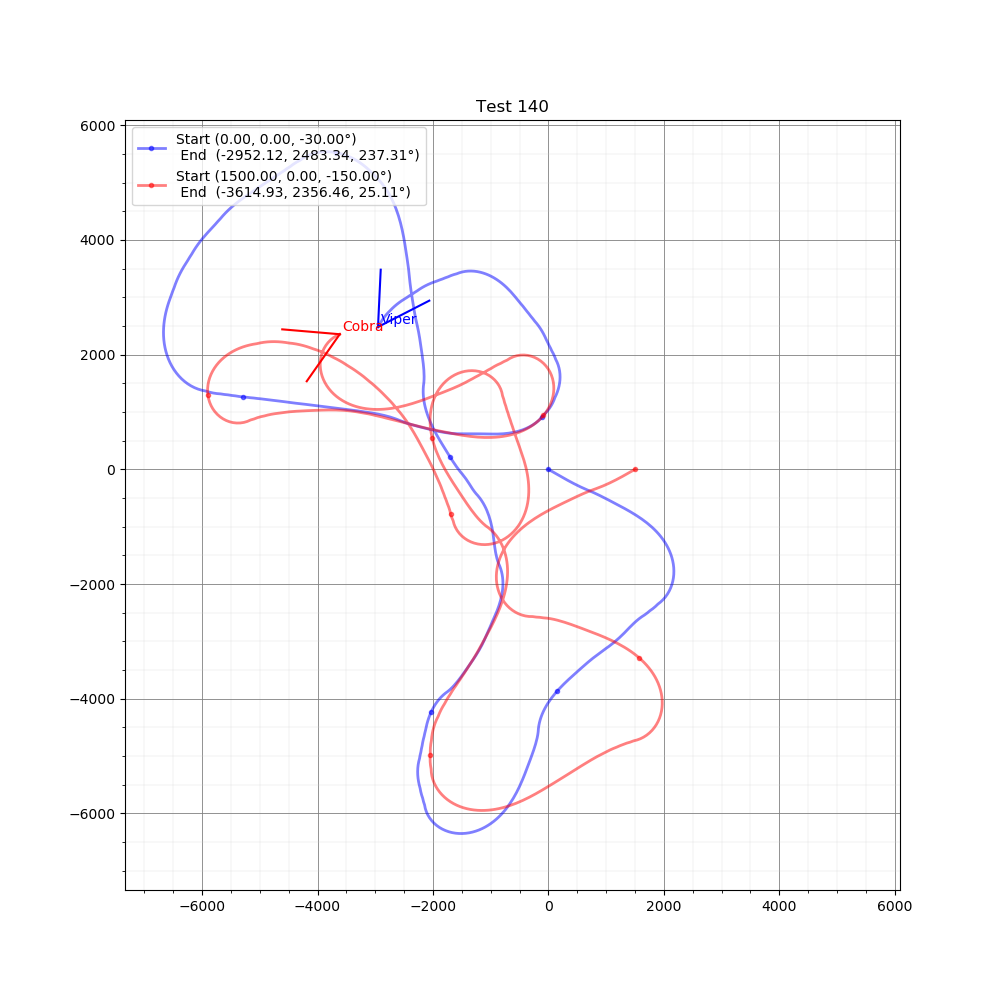 Test 140
Start (0.00, 0.00, -30.00°)
End (-2952.12, 2483.34, 237.31°)
Start (1500.00, 0.00, -150.00°)
End (-3614.93, 2356.46, 25.11°)
6000
4000
2000
0
−2000
−4000
−6000
Cobra
Viper
−6000 −4000 −2000 0 2000 4000 6000